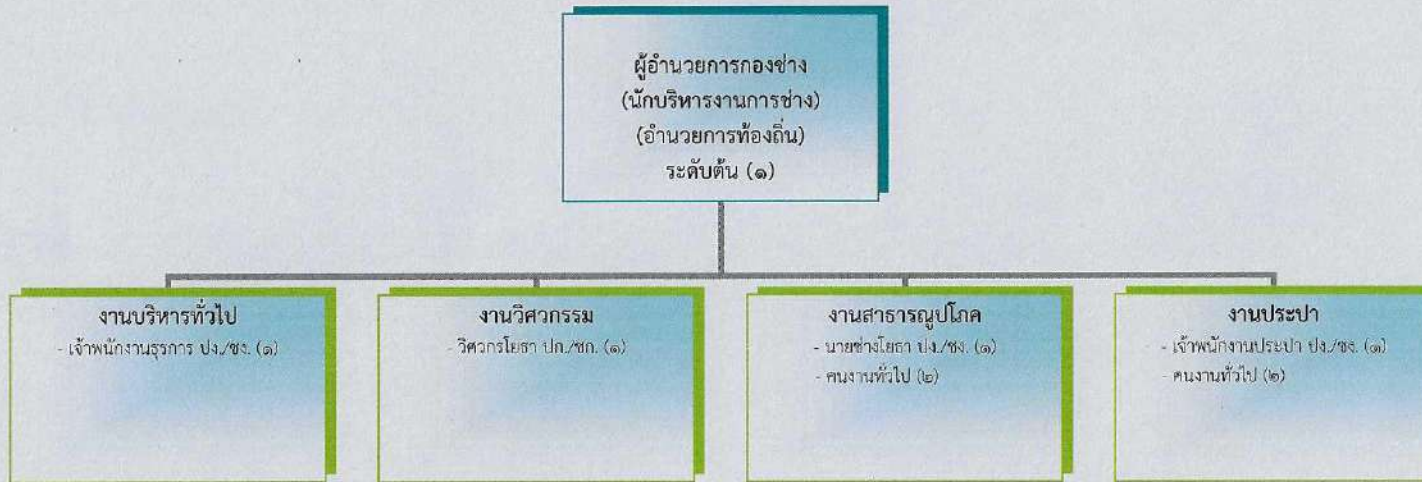 ผู้อำนวยการกองช่าง
(นักบริหารงานการช่าง)
(อำนวยการท้องถิ่น)
ระดับต้น (๑)
งานบริหารทั่วไป
- เจ้าพนักงานธุรการ ปง./ชง. (๑)
งานวิศวกรรม
- วิศวกรโยธา ปก./ชก. (๑)
งานสาธารณูปโภค
- นายช่างโยธา ปง./ชง. (๑)
- คนงานทั่วไป (๒)
งานประปา
- เจ้าพนักงานประปา ปง./ชง. (๑)
- คนงานทั่วไป (๒)